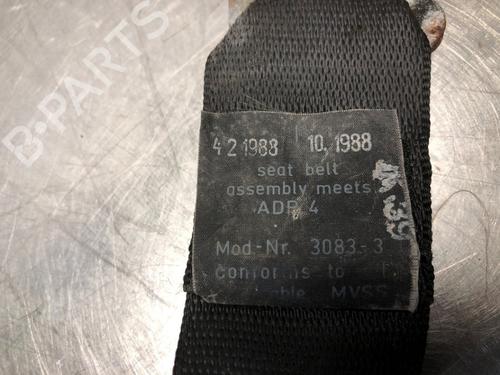 B-PARTS
4 2 1988 10, 1988
seat belt
assembly meets
ADR 4
Mod-Nr. 3083-3
conforms to
MVSS